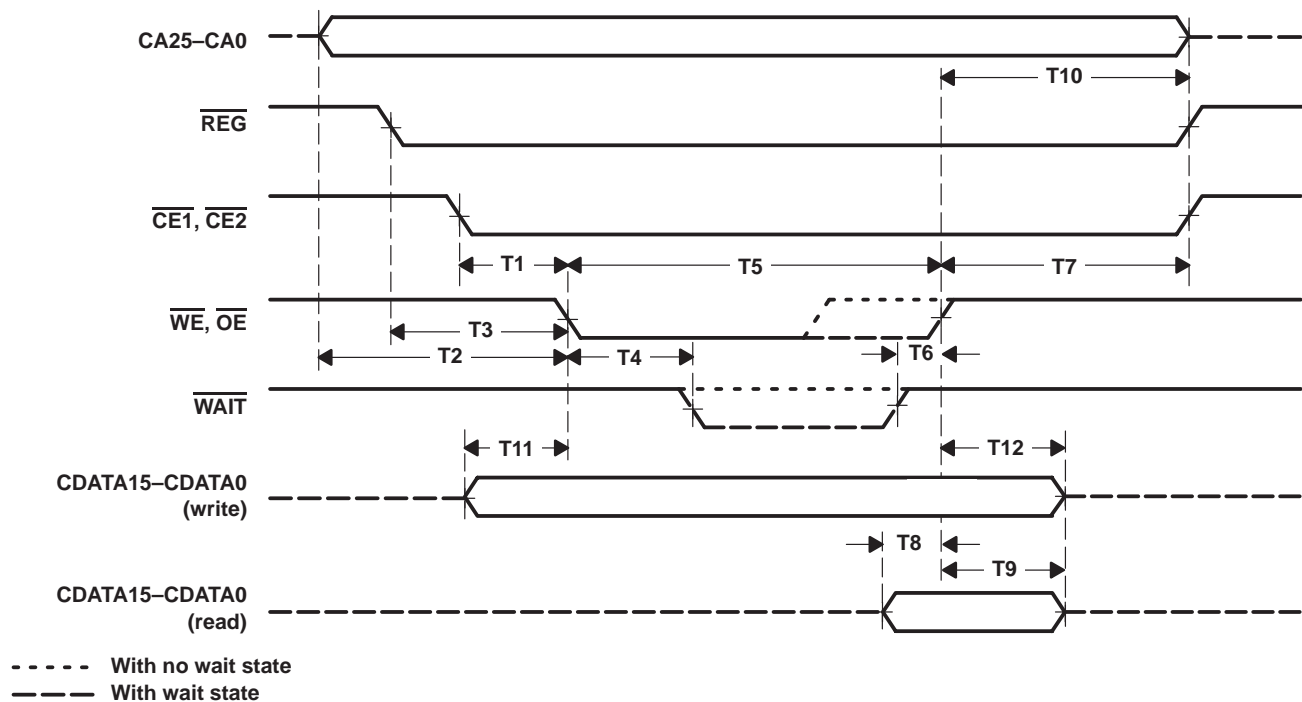 CA25–CA0
T10
REG
CE1, CE2
T1
T5
T7
WE, OE
T3
T6
T2
T4
WAIT
T11
T12
CDATA15–CDATA0
(write)
T8
T9
CDATA15–CDATA0
(read)
With no wait state
With wait state